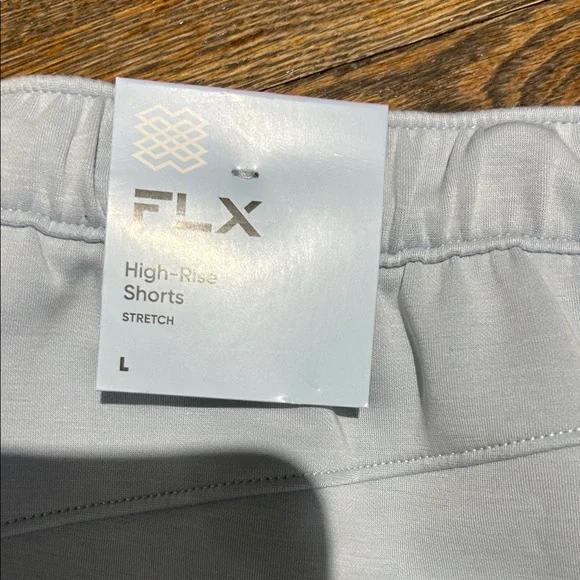 FLX
High-Rise
Shorts
STRETCH
L